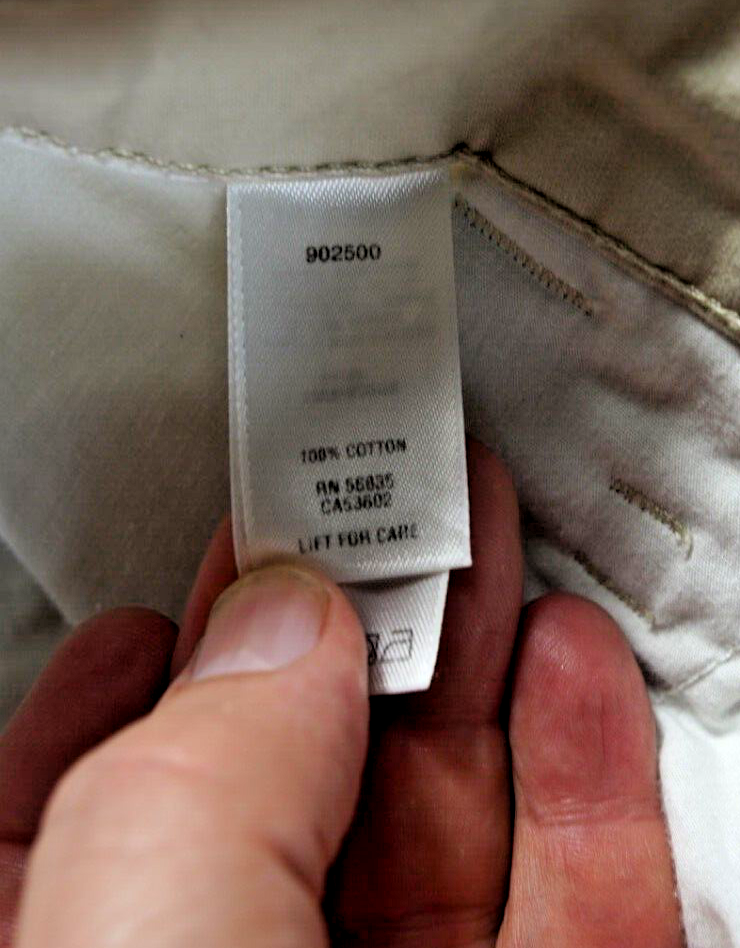 902500
100% COTTON
RN 56835
CA53602
LIFT FOR CARE